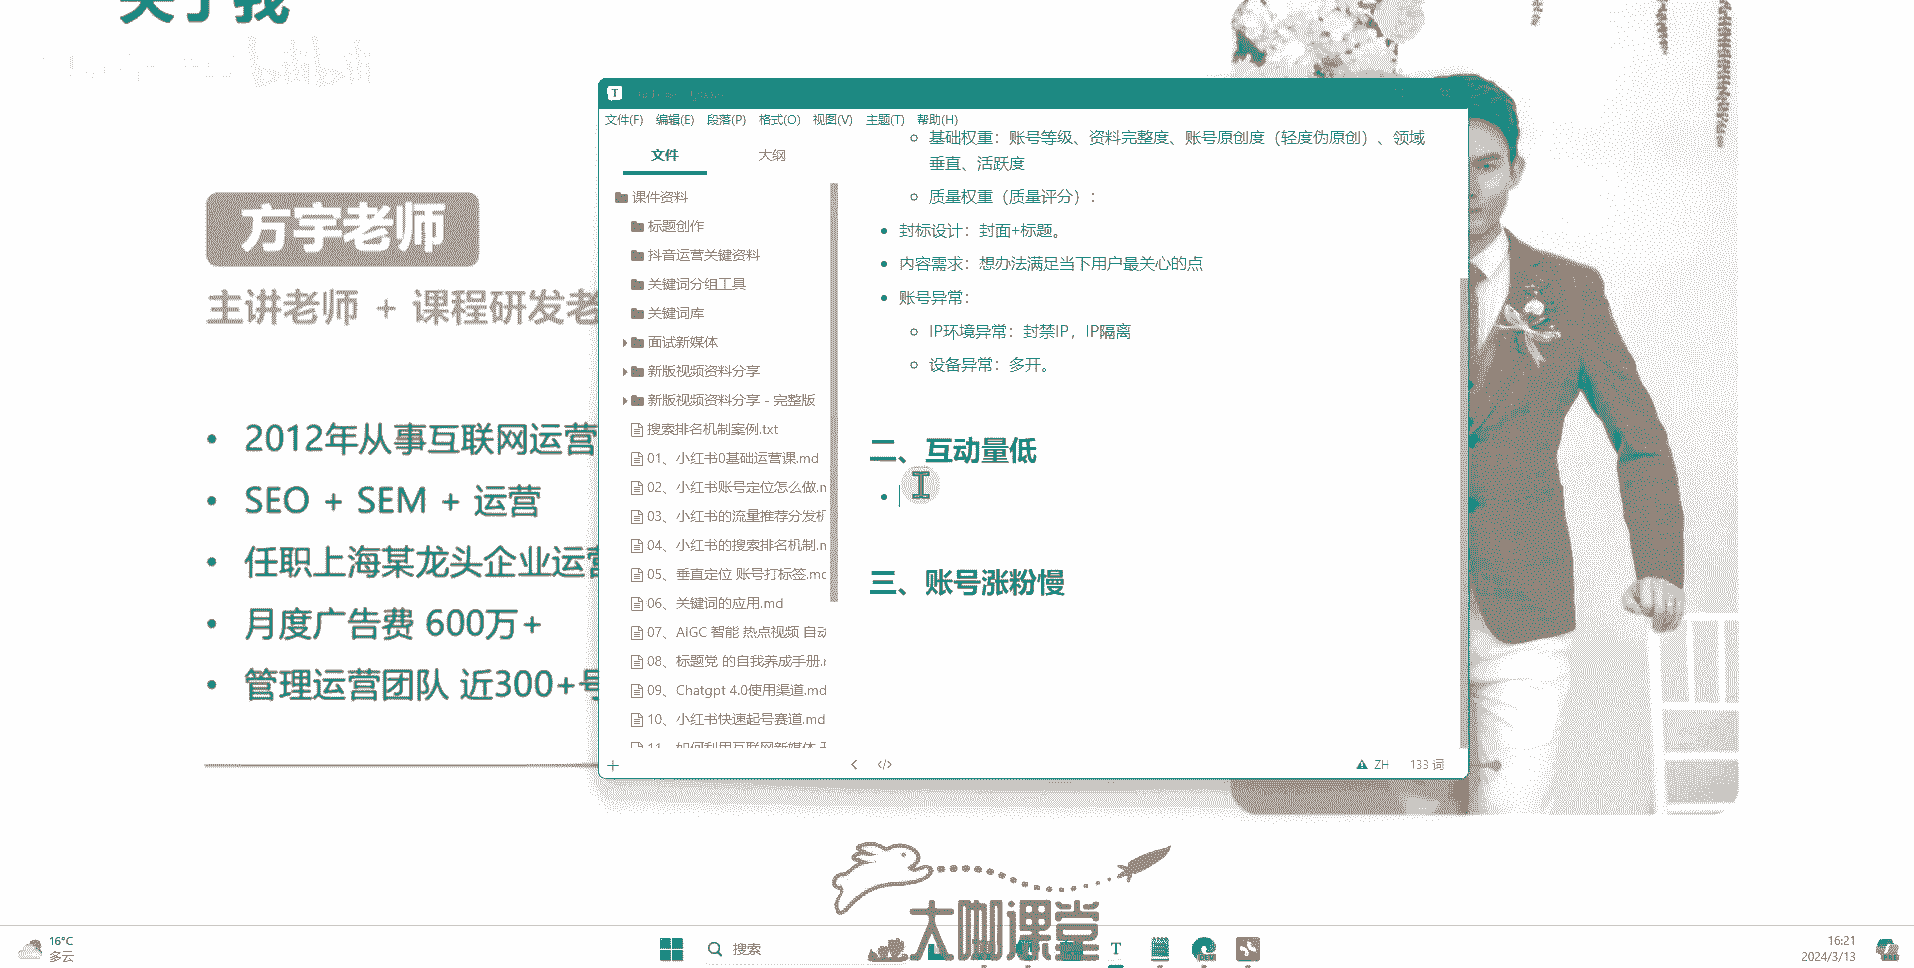 关于我
bilibili
方宇老师
主讲老师 + 课程研发老
2012年从事互联网运营
SEO + SEM + 运营
任职上海某龙头企业运营
月度广告费 600万+
管理运营团队 近300+号
文件(F) 编辑(E) 段落(P) 格式(O) 视图(V) 主题(T) 帮助(H)
文件 大纲
课件资料
标题创作
抖音运营关键资料
关键词分组工具
关键词库
面试新媒体
新版视频资料分享
新版视频资料分享 - 完整版
搜索排名机制案例.txt
01、小红书0基础运营课.md
02、小红书账号定位怎么做.m
03、小红书的流量推荐分发机
04、小红书的搜索排名机制.m
05、垂直定位 账号打标签.md
06、关键词的应用.md
07、AIGC 智能 热点视频 自动
08、标题党 的自我养成手册.m
09、Chatgpt 4.0使用渠道.md
10、小红书快速起号赛道.md
11、如何利用互联网新媒体
基础权重：账号等级、资料完整度、账号原创度（轻度伪原创）、领域
垂直、活跃度
质量权重（质量评分）：
封标设计：封面+标题。
内容需求：想办法满足当下用户最关心的点
账号异常：
IP环境异常：封禁IP，IP隔离
设备异常：多开。
二、互动量低
三、账号涨粉慢
ZH 133 词
大咖课堂
16°C
多云
搜索
16:21
2024/3/13